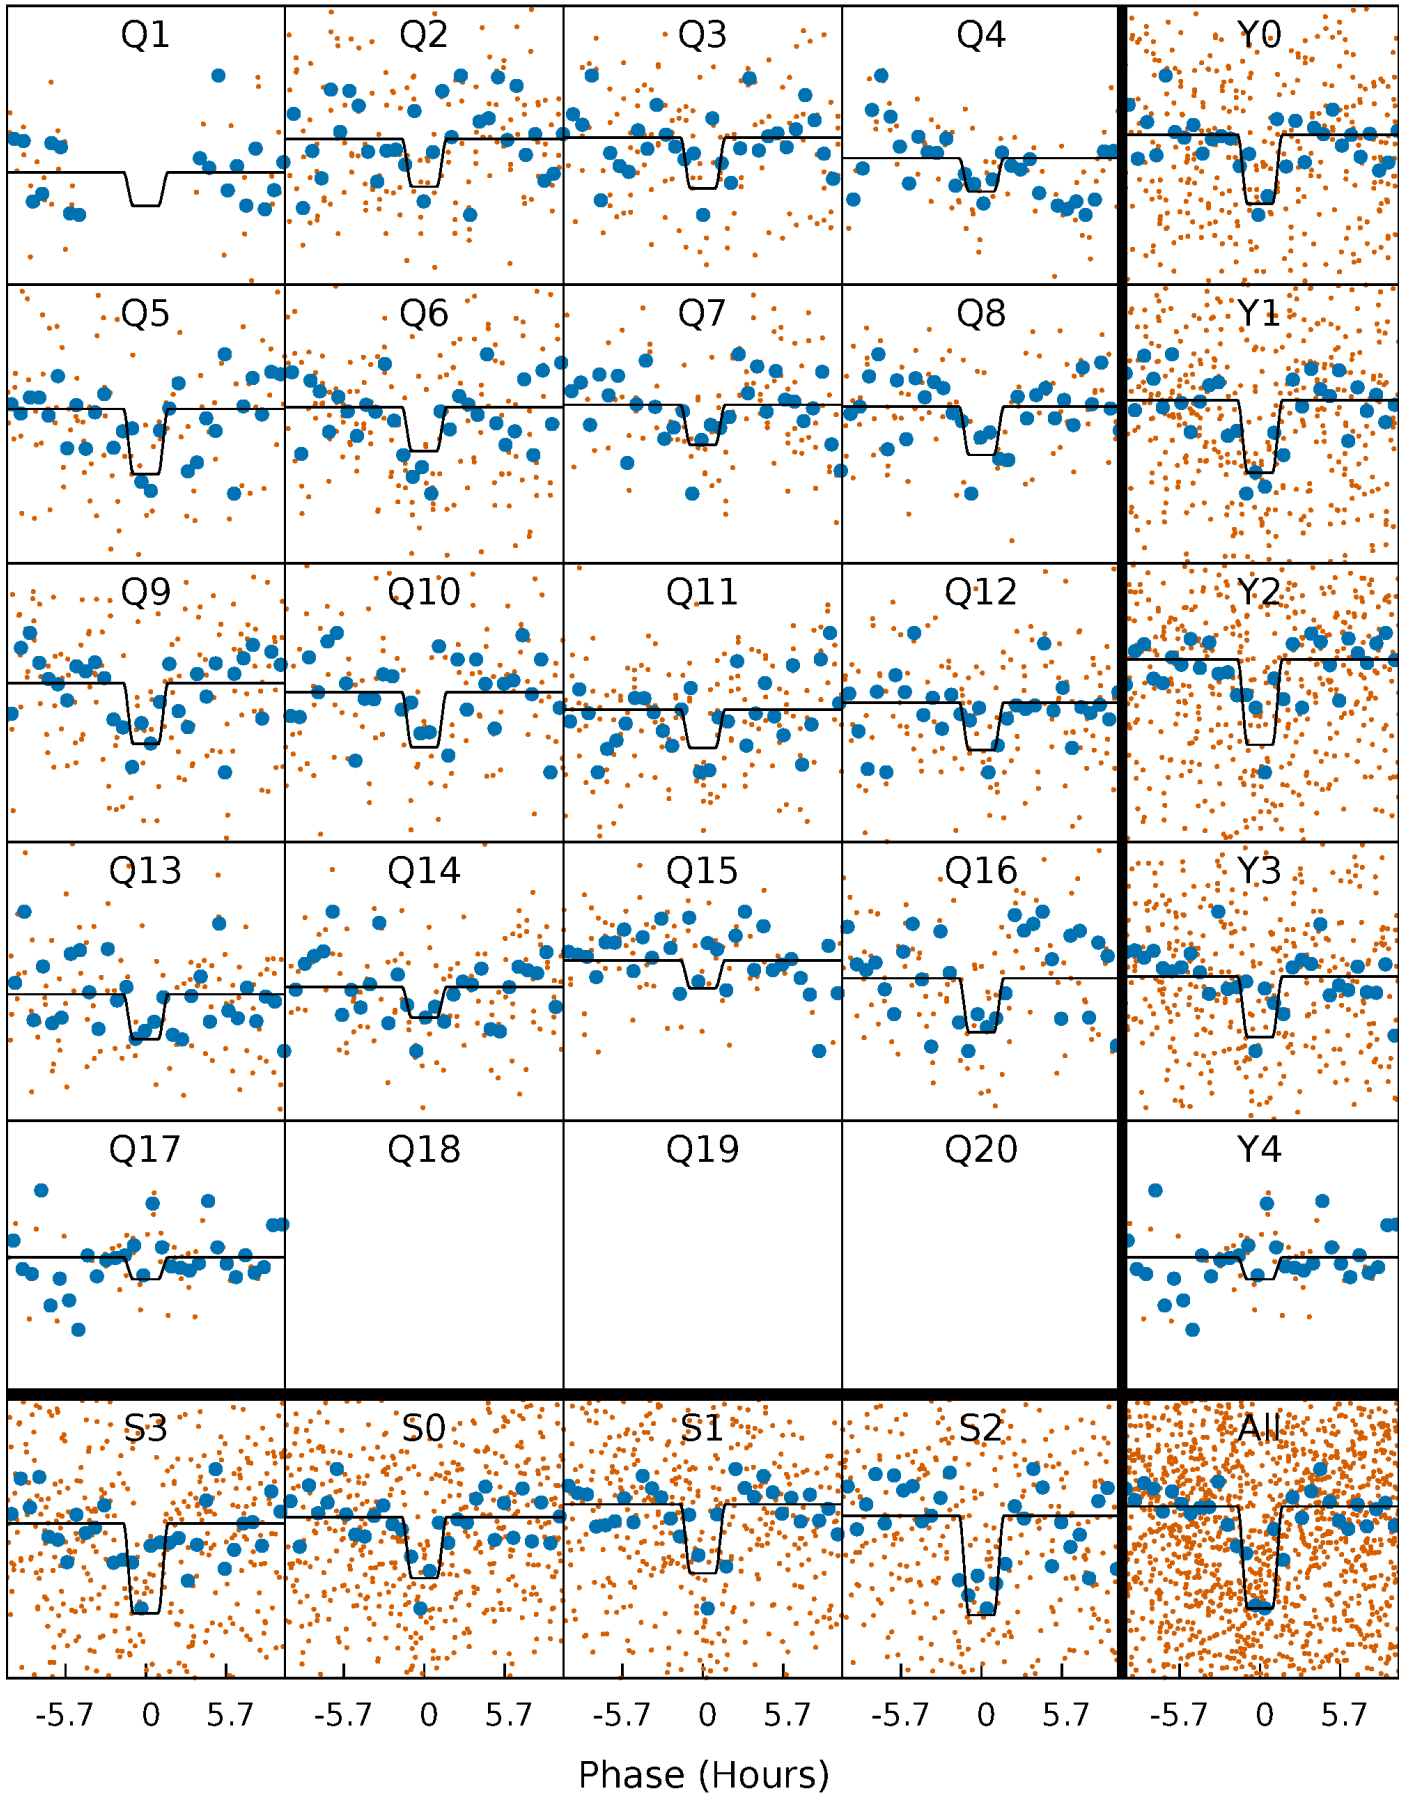 Q1 Q2 Q3 Q4 Y0
Q5 Q6 Q7 Q8 Y1
Q9 Q10 Q11 Q12 Y2
Q13 Q14 Q15 Q16 Y3
Q17 Q18 Q19 Q20 Y4
S3 S0 S1 S2 All
-5.7 0 5.7 -5.7 0 5.7 -5.7 0 5.7 -5.7 0 5.7 -5.7 0 5.7
Phase (Hours)